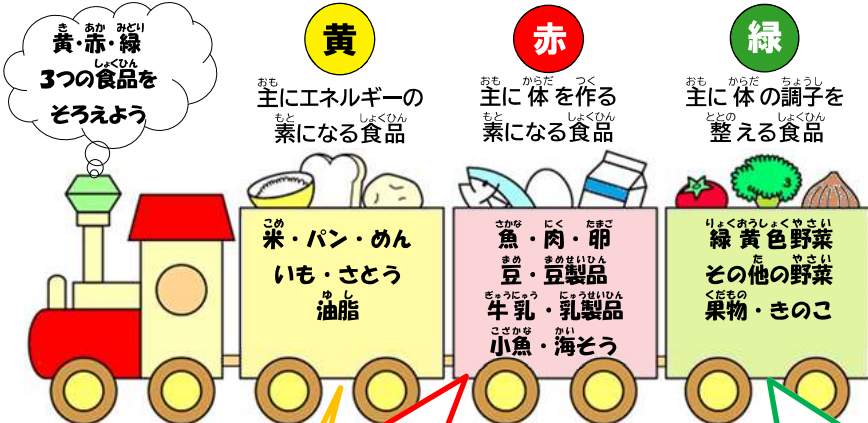 黄・赤・緑
3つの食品を
そろえよう
黄
主にエネルギーの
素になる食品
赤
主に体を作る
素になる食品
緑
主に体の調子を
整える食品
米・パン・めん
いも・さとう
油脂
魚・肉・卵
豆・豆製品
牛乳・乳製品
小魚・海そう
緑黄色野菜
その他の野菜
果物・きのこ